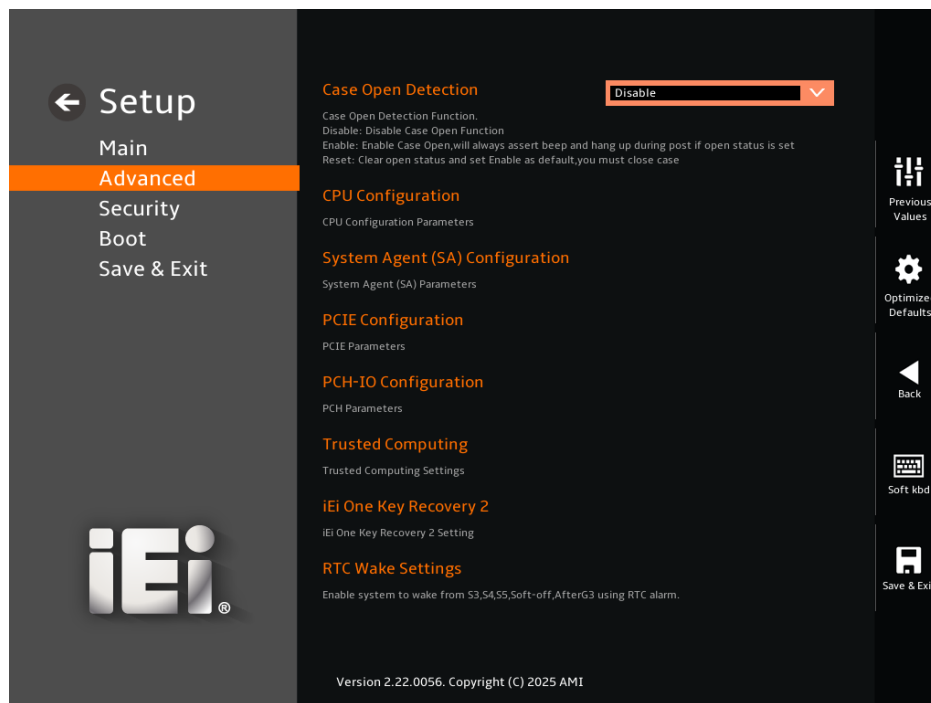 Setup
Main
Advanced
Security
Boot
Save & Exit
iEi ®
Case Open Detection
Disable
Case Open Detection Function.
Disable: Disable Case Open Function
Enable: Enable Case Open,will always assert beep and hang up during post if open status is set
Reset: Clear open status and set Enable as default,you must close case
CPU Configuration
CPU Configuration Parameters
System Agent (SA) Configuration
System Agent (SA) Parameters
PCIE Configuration
PCIE Parameters
PCH-IO Configuration
PCH Parameters
Trusted Computing
Trusted Computing Settings
iEi One Key Recovery 2
iEi One Key Recovery 2 Setting
RTC Wake Settings
Enable system to wake from S3,S4,S5,Soft-off,AfterG3 using RTC alarm.
Version 2.22.0056. Copyright (C) 2025 AMI
Previous
Values
Optimize
Defaults
Back
Soft kbd
Save & Exi